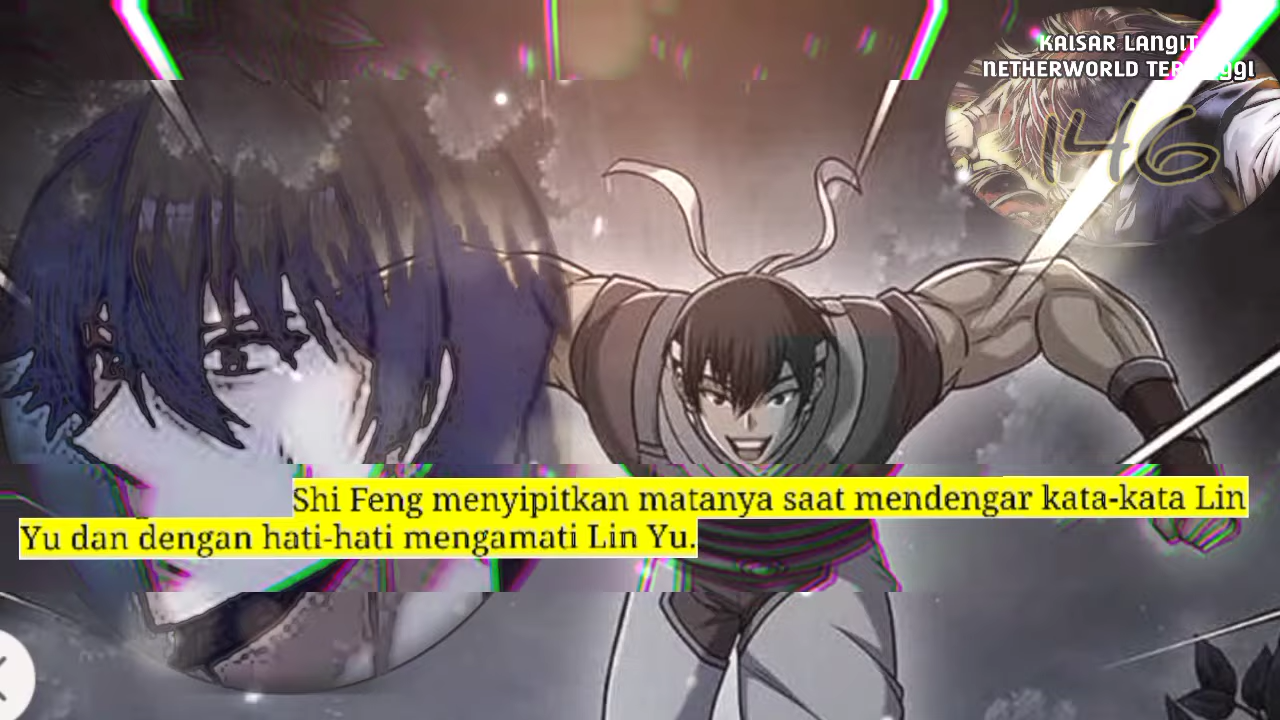 KAISAR LANGIT
NETHERWORLD
146
Shi Feng menyipitkan matanya saat mendengar kata-kata Lin
Yu dan dengan hati-hati mengamati Lin Yu.